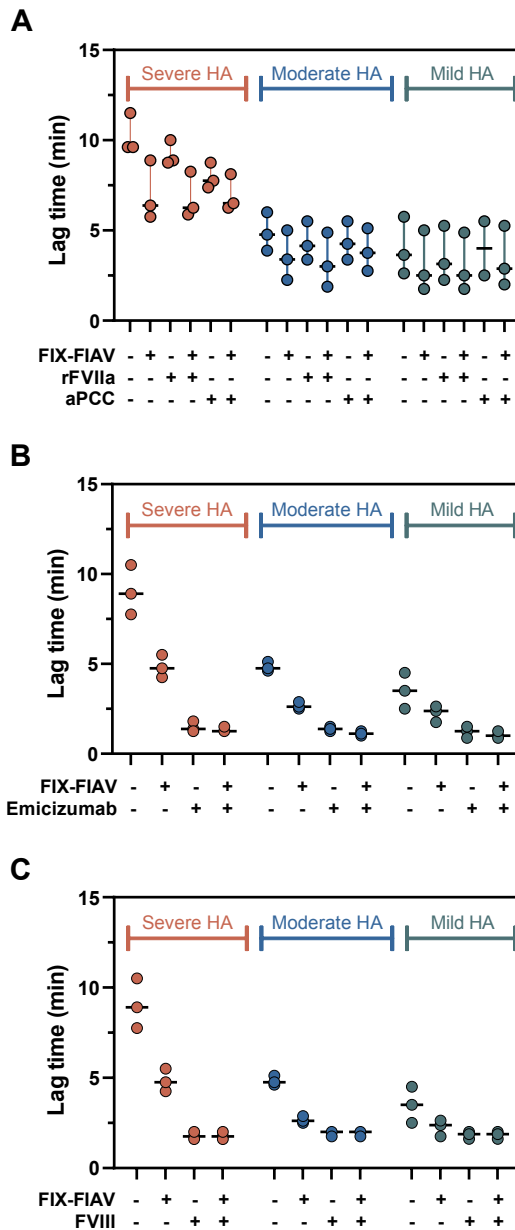 A
15
Severe HA Moderate HA Mild HA
10
5
0
Lag time (min)
FIX-FIAV - + - + - + - + - + - + - + - + - +
rFVIIa - - + + - - - - + + - - - - + + - -
aPCC - - - - + + - - - - + + - - - - + +
B
15
Severe HA Moderate HA Mild HA
10
5
0
Lag time (min)
FIX-FIAV - + - + - + - + - + - +
Emicizumab - - + + - - + + - - + +
C
15
Severe HA Moderate HA Mild HA
10
5
0
Lag time (min)
FIX-FIAV - + - + - + - + - + - +
FVIII - - + + - - + + - - + +